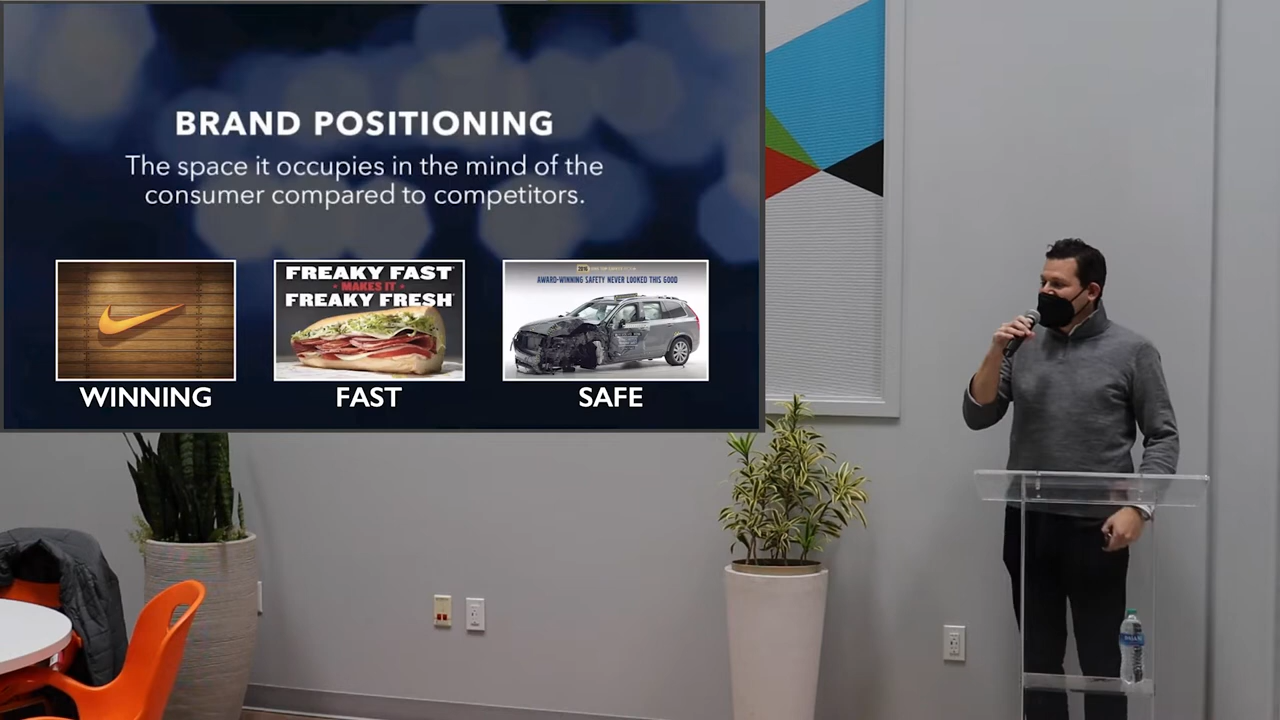 BRAND POSITIONING
The space it occupies in the mind of the
consumer compared to competitors.
FREAKY FAST
MAKES IT
FREAKY FRESH
AWARD-WINNING SAFETY NEVER LOOKED THIS GOOD
WINNING
FAST
SAFE